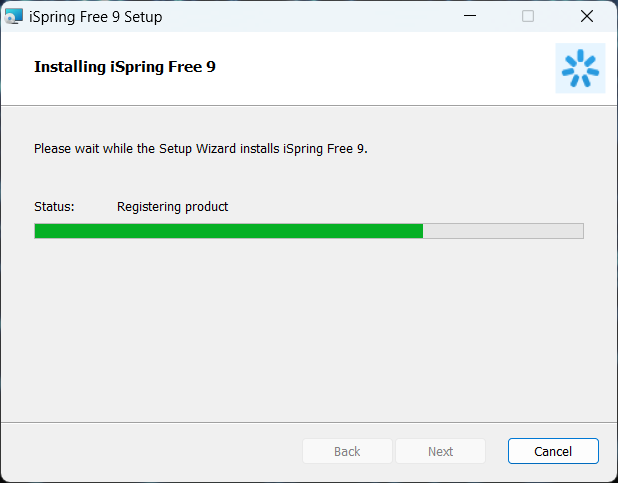 iSpring Free 9 Setup
Installing iSpring Free 9
Please wait while the Setup Wizard installs iSpring Free 9.
Status: Registering product
Back Next Cancel